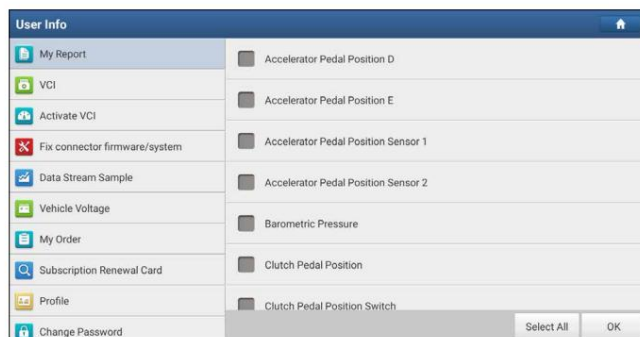 User Info
My Report
VCI
Activate VCI
Fix connector firmware/system
Data Stream Sample
Vehicle Voltage
My Order
Subscription Renewal Card
Profile
Change Password
Accelerator Pedal Position D
Accelerator Pedal Position E
Accelerator Pedal Position Sensor 1
Accelerator Pedal Position Sensor 2
Barometric Pressure
Clutch Pedal Position
Clutch Pedal Position Switch
Select All
OK